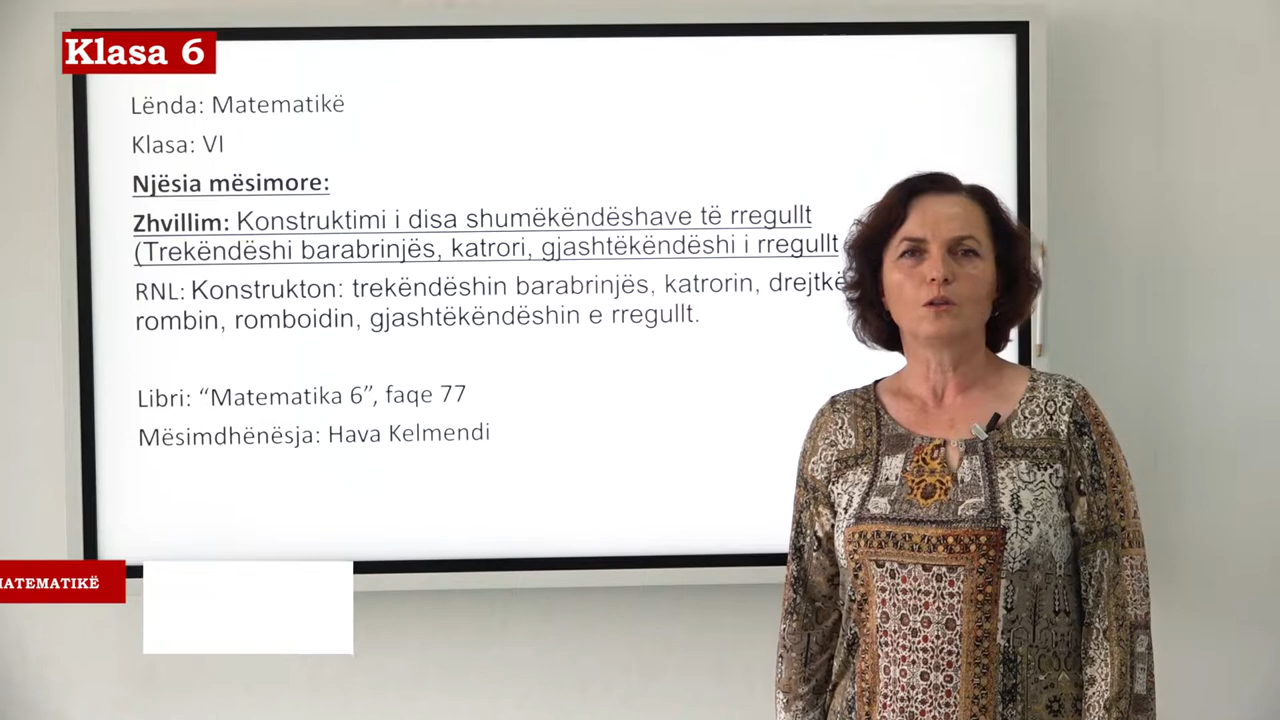 Klasa 6
Lënda: Matematikë
Klasa: VI
Njësia mësimore:
Zhvillim: Konstruktimi i disa shumëkëndëshave të rregullt
(Trekëndëshi barabrinjës, katrori, gjashtëkëndëshi i rregullt
RNL: Konstrukton: trekëndëshin barabrinjës, katrorin,
rombin, romboidin, gjashtëkëndëshin e rregullt.
Libri: “Matematika 6”, faqe 77
Mësimdhënësja: Hava Kelmendi
MATEMATIKË